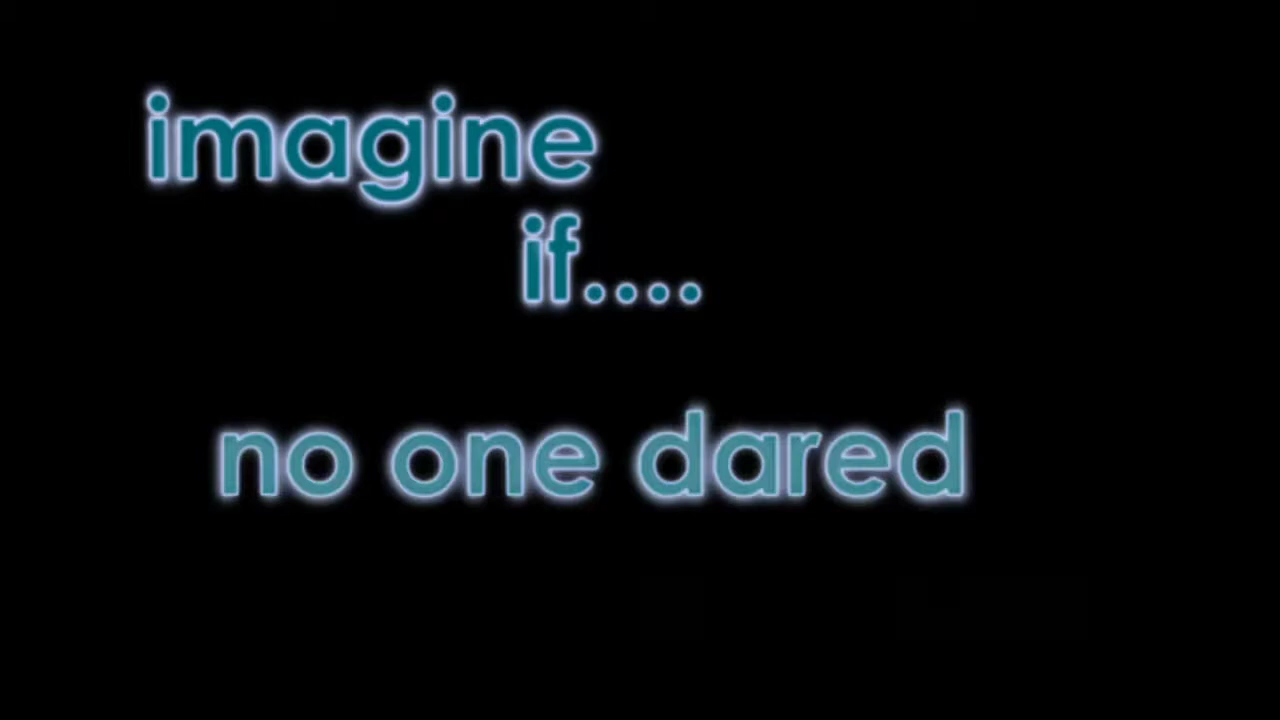 imagine
if....
no one dared